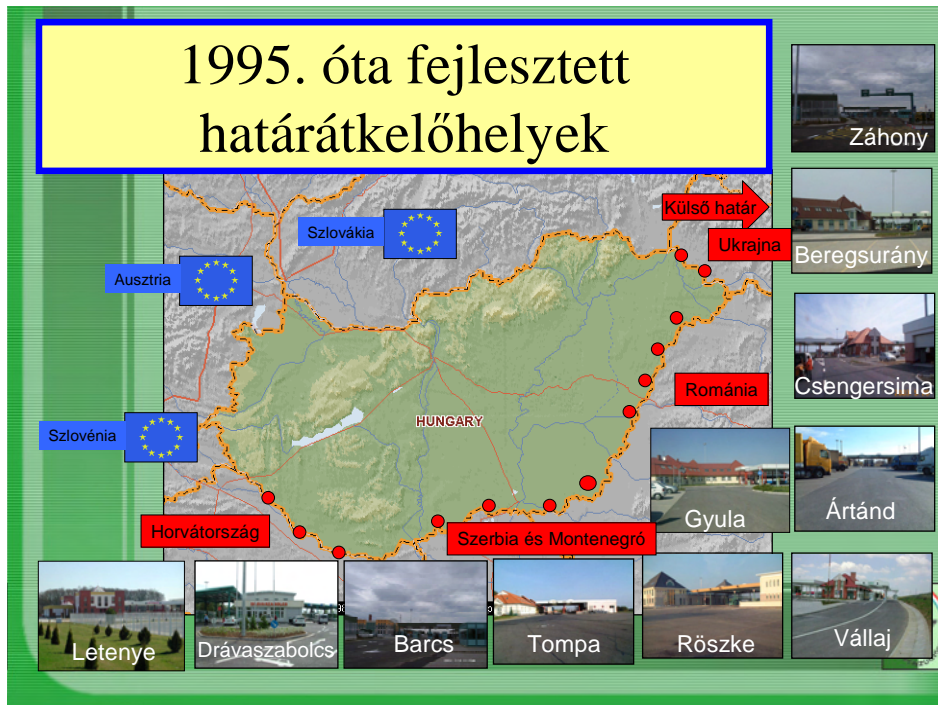 1995. óta fejlesztett
határátkelőhelyek
Záhony
Külső határ
Szlovákia
Ukrajna
Beregsurány
Ausztria
Csengersima
Románia
HUNGARY
Szlovénia
Gyula
Ártánd
Horvátország
Szerbia és Montenegró
Letenye
Drávaszabolcs
Barcs
Tompa
Röszke
Vállaj